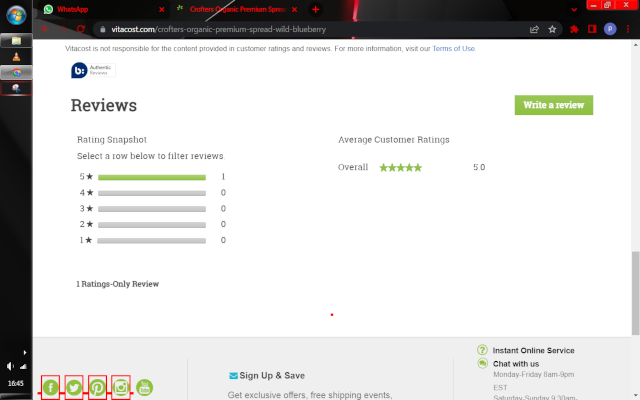 WhatsApp
Crofters Organic Premium Spread
vitacost.com/crofters-organic-premium-spread-wild-blueberry
P
Vitacost is not responsible for the content provided in customer ratings and reviews. For more information, visit our Terms of Use.
b:
Authentic
Reviews
Reviews
Write a review
Rating Snapshot
Average Customer Ratings
Select a row below to filter reviews.
Overall ★★★★★ 5.0
5★ 1
4★ 0
3★ 0
2★ 0
1★ 0
1 Ratings-Only Review
Instant Online Service
Chat with us
Monday-Friday 8am-9pm
EST
Saturday-Sunday 9:30am-
Sign Up & Save
Get exclusive offers, free shipping events,
You
Tube
16:45